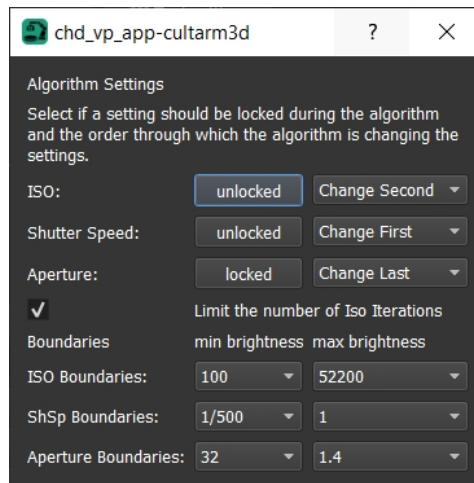 chd_vp_app-cultarm3d ? ×
Algorithm Settings
Select if a setting should be locked during the algorithm
and the order through which the algorithm is changing the
settings.
ISO: unlocked Change Second
Shutter Speed: unlocked Change First
Aperture: locked Change Last
Limit the number of Iso Iterations
Boundaries min brightness max brightness
ISO Boundaries: 100 52200
ShSp Boundaries: 1/500 1
Aperture Boundaries: 32 1.4